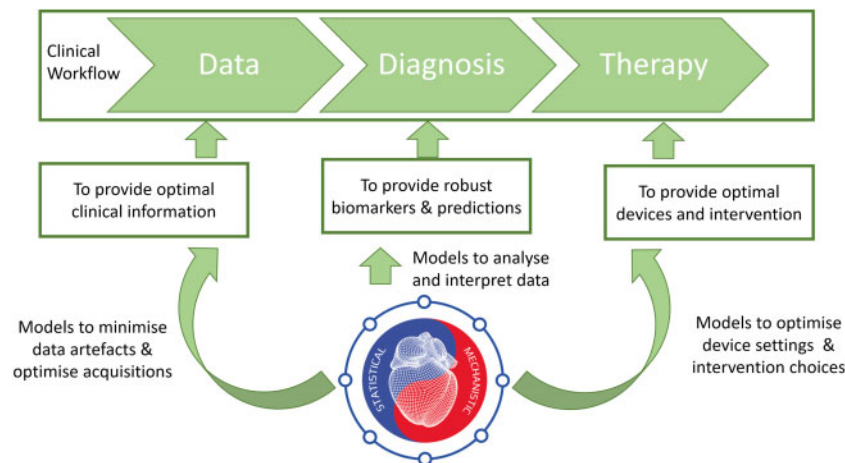 Clinical
Workflow
Data
Diagnosis
Therapy
To provide optimal
clinical information
To provide robust
biomarkers & predictions
To provide optimal
devices and intervention
Models to analyse
and interpret data
Models to minimise
data artefacts &
optimise acquisitions
Models to optimise
device settings &
intervention choices
STATISTICAL
MECHANISTIC